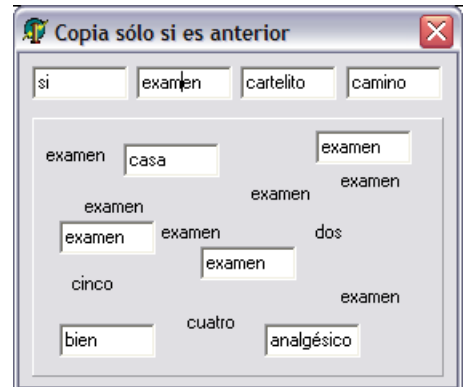 Copia sólo si es anterior
si examen cartelito camino
examen casa examen
examen examen examen
examen examen dos
examen
cinco examen
cuatro
bien analgésico